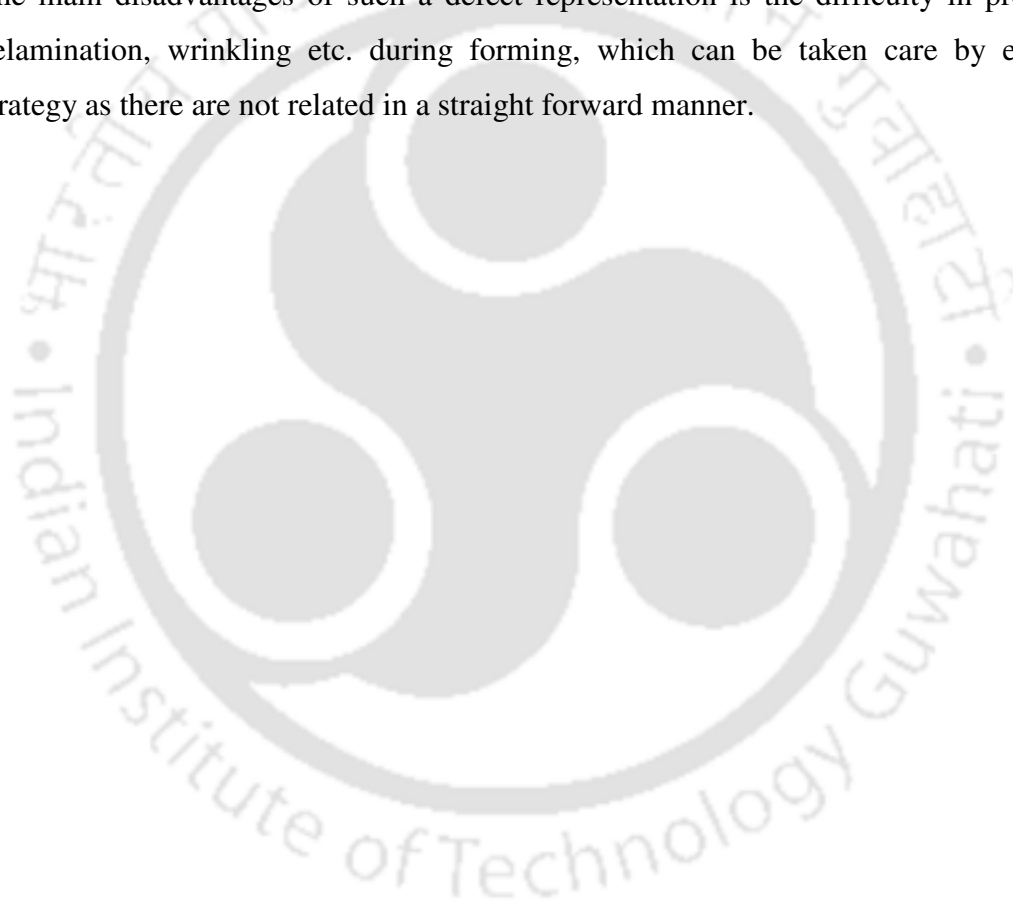 he main disadvantages of such a defect representation is the difficulty in pr
elamination, wrinkling etc. during forming, which can be taken care by e
rategy as there are not related in a straight forward manner.
भारतीय
गुवाहाटी
Indian Institute of Technology Guwahati